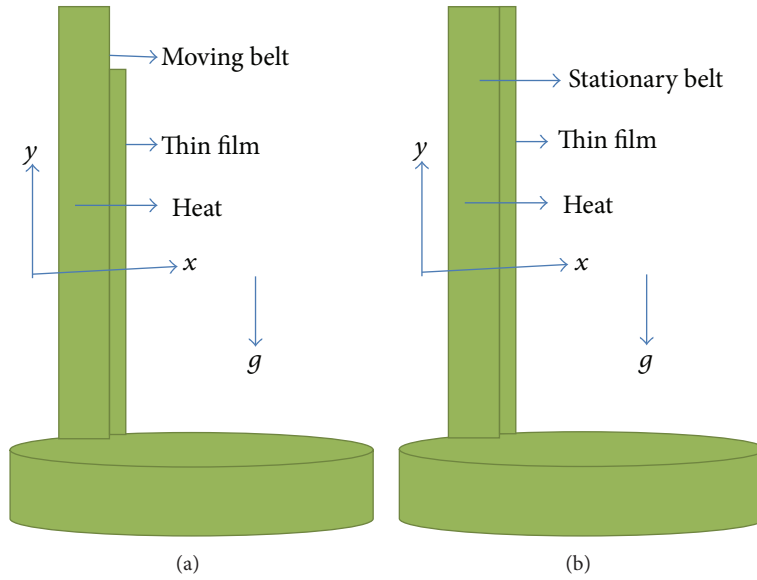 Moving belt
Thin film
y
Heat
x
g
(a)
Stationary belt
Thin film
y
Heat
x
g
(b)